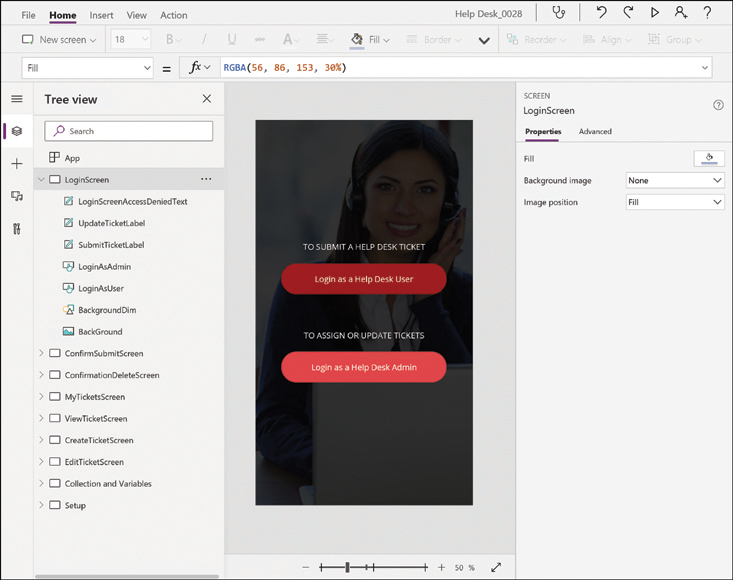 File Home Insert View Action Help Desk_0028 ?
New screen 18 B / U abc A Fill Border Reorder Align Group
Fill = fx RGBA(56, 86, 153, 30%)
Tree view
Search
App
LoginScreen ...
LoginScreenAccessDeniedText
UpdateTicketLabel
SubmitTicketLabel
LoginAsAdmin
LoginAsUser
BackgroundDim
BackGround
ConfirmSubmitScreen
ConfirmationDeleteScreen
MyTicketsScreen
ViewTicketScreen
CreateTicketScreen
EditTicketScreen
Collection and Variables
Setup
TO SUBMIT A HELP DESK TICKET
Login as a Help Desk User
TO ASSIGN OR UPDATE TICKETS
Login as a Help Desk Admin
50 %
SCREEN
LoginScreen ?
Properties Advanced
Fill
Background image None
Image position Fill